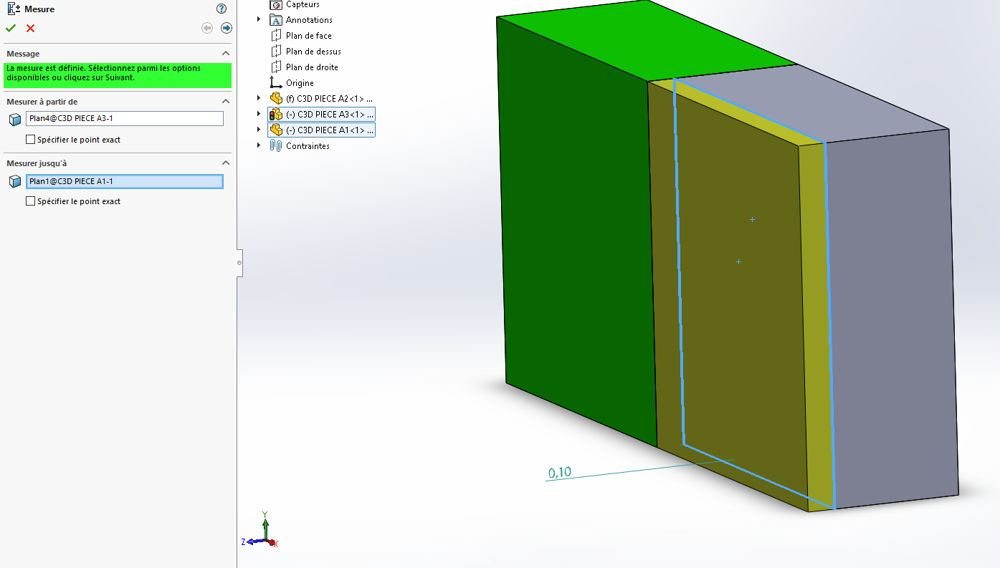 Mesure
Message
La mesure est définie. Sélectionnez parmi les options
disponibles ou cliquez sur Suivant.
Mesurer à partir de
Plan4@C3D PIECE A3-1
Spécifier le point exact
Mesurer jusqu'à
Plan1@C3D PIECE A1-1
Spécifier le point exact
Capteurs
A Annotations
Plan de face
Plan de dessus
Plan de droite
Origine
(f) C3D PIECE A2<1> ...
(-) C3D PIECE A3<1> ...
(-) C3D PIECE A1<1> ...
Contraintes
0,10
Y
Z
X